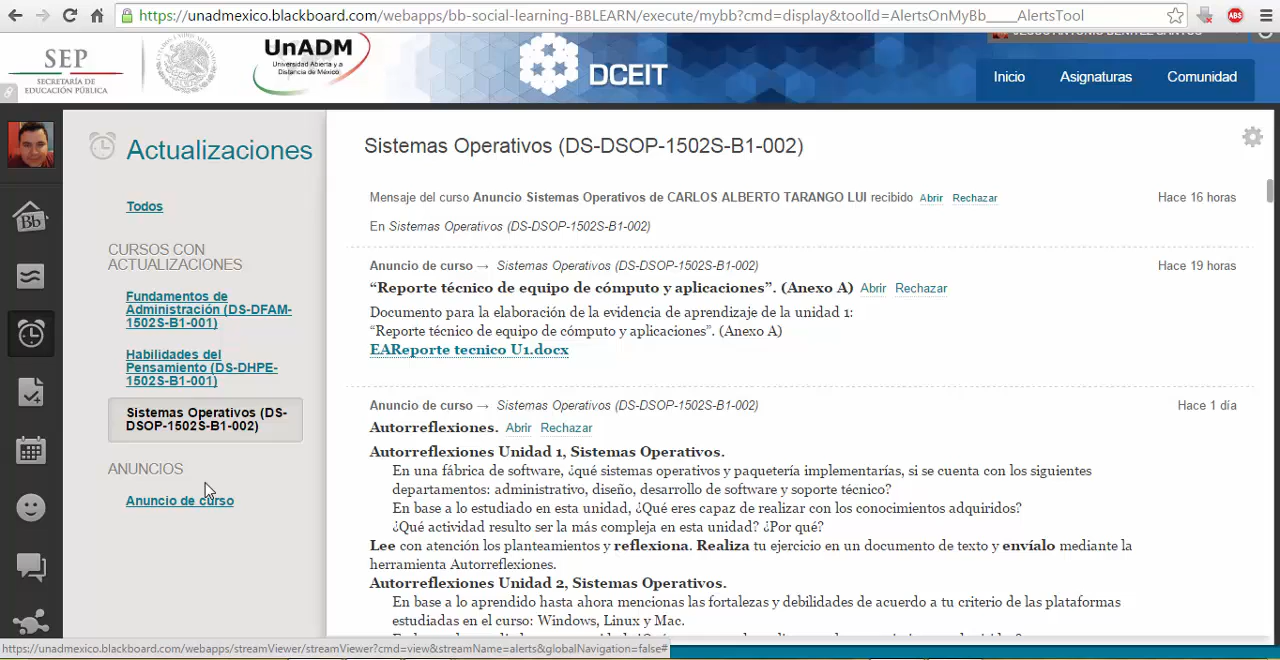 https://unadmexico.blackboard.com/webapps/bb-social-learning-BBLEARN/execute/mybb?cmd=display&toolId=AlertsOnMyBb_____AlertsTool
ABS
SEP
SECRETARÍA DE
EDUCACIÓN PÚBLICA
UnADM
Universidad Abierta y a
Distancia de México
DCEIT
Inicio
Asignaturas
Comunidad
Bb
Actualizaciones
Todos
CURSOS CON
ACTUALIZACIONES
Fundamentos de
Administración (DS-DFAM-
1502S-B1-001)
Habilidades del
Pensamiento (DS-DHPE-
1502S-B1-001)
Sistemas Operativos (DS-
DSOP-1502S-B1-002)
ANUNCIOS
Anuncio de curso
Sistemas Operativos (DS-DSOP-1502S-B1-002)
Mensaje del curso Anuncio Sistemas Operativos de CARLOS ALBERTO TARANGO LUI recibido Abrir Rechazar Hace 16 horas
En Sistemas Operativos (DS-DSOP-1502S-B1-002)
Anuncio de curso → Sistemas Operativos (DS-DSOP-1502S-B1-002) Hace 19 horas
“Reporte técnico de equipo de cómputo y aplicaciones”. (Anexo A) Abrir Rechazar
Documento para la elaboración de la evidencia de aprendizaje de la unidad 1:
“Reporte técnico de equipo de cómputo y aplicaciones”. (Anexo A)
EAReporte tecnico U1.docx
Anuncio de curso → Sistemas Operativos (DS-DSOP-1502S-B1-002) Hace 1 día
Autorreflexiones. Abrir Rechazar
Autorreflexiones Unidad 1, Sistemas Operativos.
En una fábrica de software, ¿qué sistemas operativos y paquetería implementarías, si se cuenta con los siguientes
departamentos: administrativo, diseño, desarrollo de software y soporte técnico?
En base a lo estudiado en esta unidad, ¿Qué eres capaz de realizar con los conocimientos adquiridos?
¿Qué actividad resulto ser la más compleja en esta unidad? ¿Por qué?
Lee con atención los planteamientos y reflexiona. Realiza tu ejercicio en un documento de texto y envíalo mediante la
herramienta Autorreflexiones.
Autorreflexiones Unidad 2, Sistemas Operativos.
En base a lo aprendido hasta ahora mencionas las fortalezas y debilidades de acuerdo a tu criterio de las plataformas
estudiadas en el curso: Windows, Linux y Mac.
https://unadmexico.blackboard.com/webapps/streamViewer/streamViewer?cmd=view&streamName=alerts&globalNavigation=false#